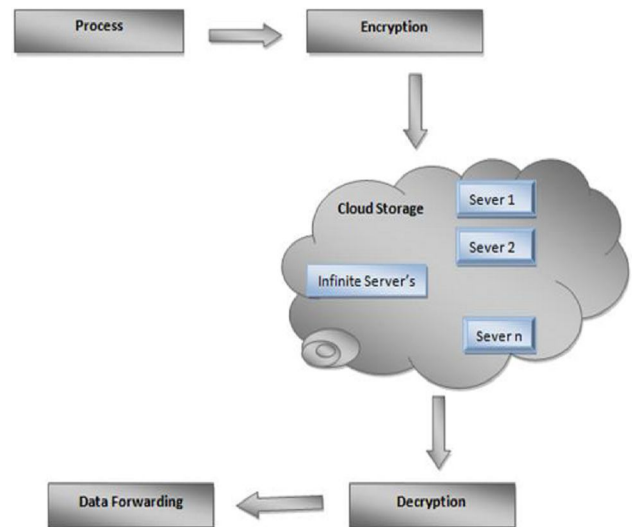 Process
Encryption
Cloud Storage
Sever 1
Sever 2
Infinite Server's
Sever n
Data Forwarding
Decryption